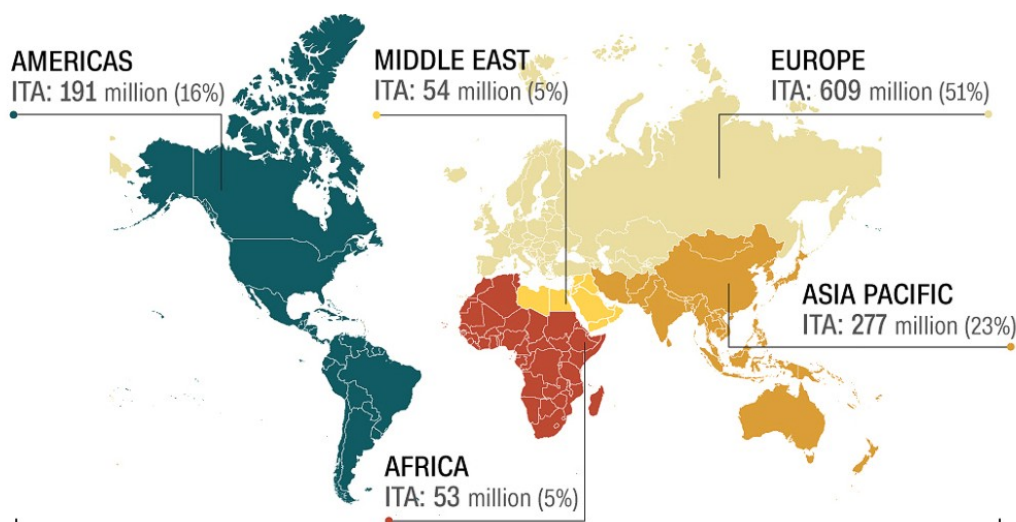 AMERICAS
ITA: 191 million (16%)
MIDDLE EAST
ITA: 54 million (5%)
EUROPE
ITA: 609 million (51%)
ASIA PACIFIC
ITA: 277 million (23%)
AFRICA
ITA: 53 million (5%)